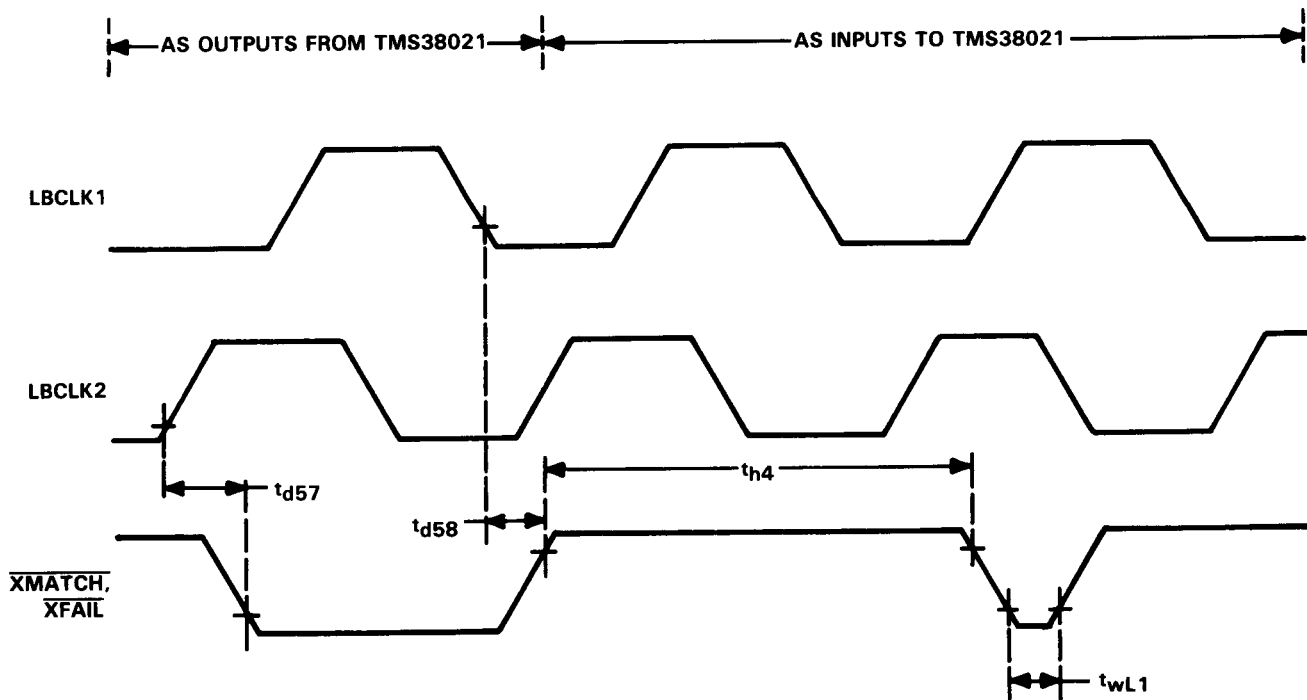 AS OUTPUTS FROM TMS38021
AS INPUTS TO TMS38021
LBCLK1
LBCLK2
td57
th4
td58
XMATCH,
XFAIL
twL1